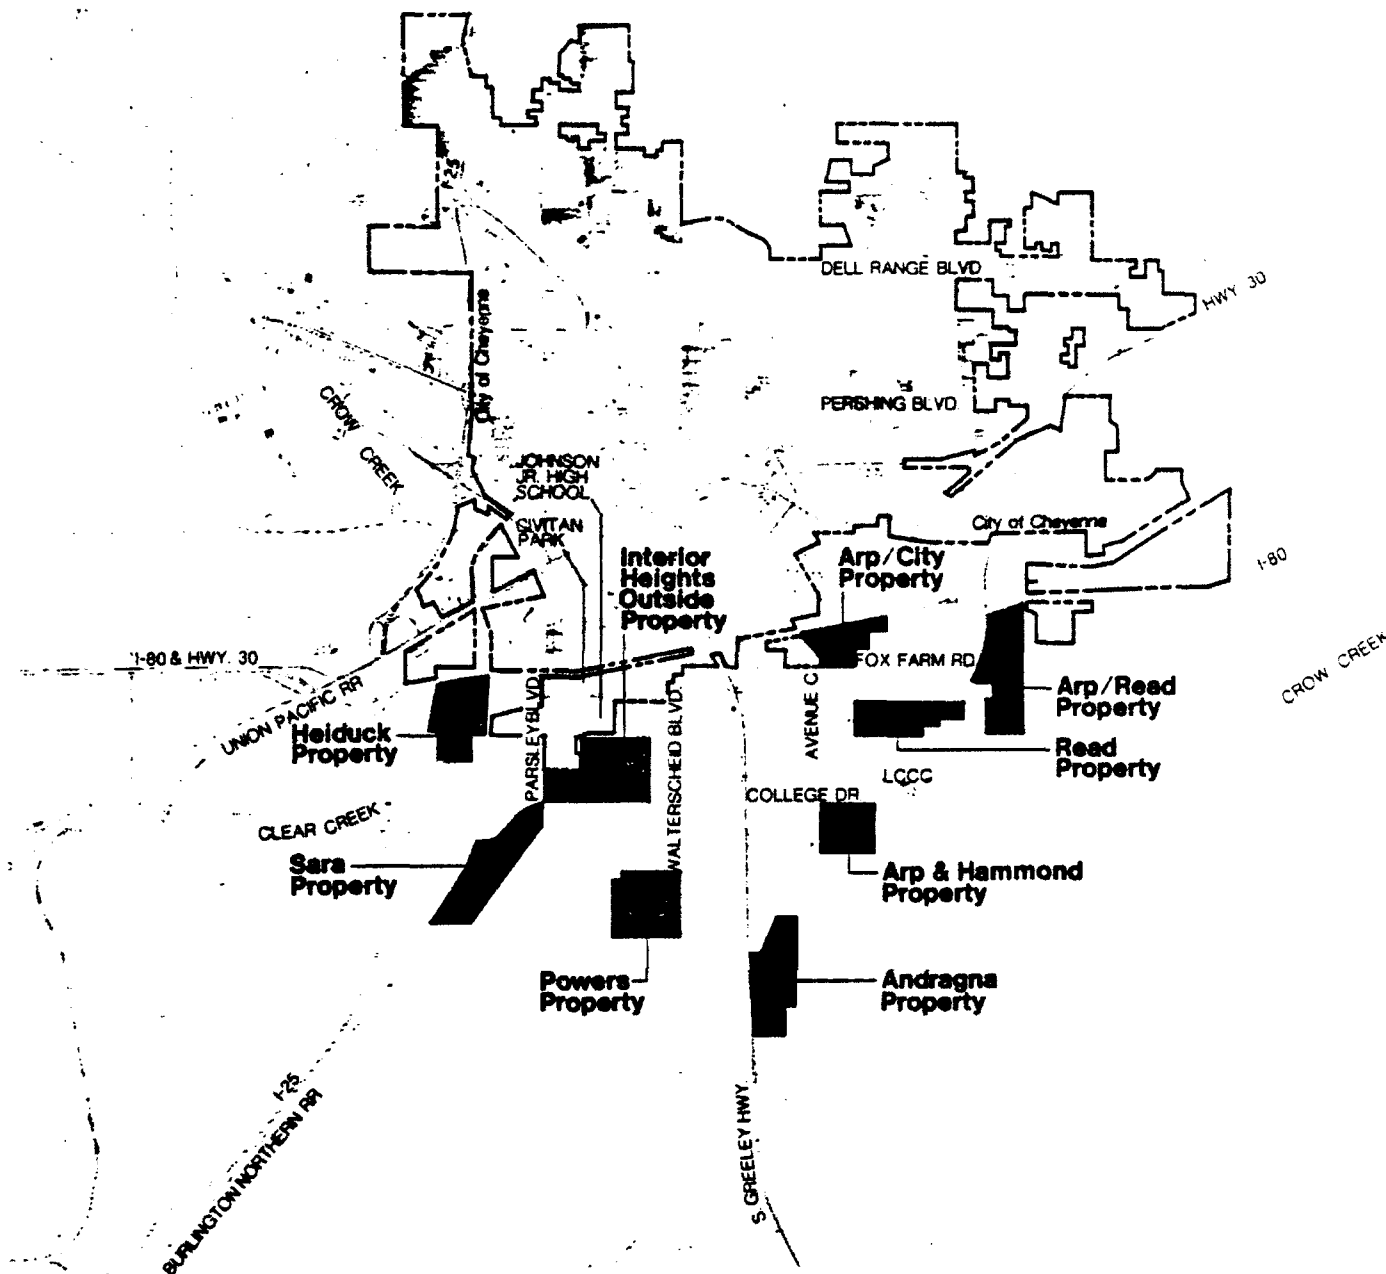 I-25
DELL RANGE BLVD
HWY 30
City of Cheyenne
PERSHING BLVD
CROW
CREEK
JOHNSON
JR. HIGH
SCHOOL
CIVITAN
PARK
City of Cheyenne
I-80
Interior
Heights
Outside
Property
Arp/City
Property
I-80 & HWY. 30
FOX FARM RD
CROW CREEK
UNION PACIFIC RR
Heiduck
Property
PARSLEY BLVD
WALTERSCHEID BLVD
AVENUE C
Arp/Read
Property
Read
Property
LCCC
COLLEGE DR
CLEAR CREEK
Sara
Property
Arp & Hammond
Property
Powers
Property
Andragna
Property
I-25
BURLINGTON NORTHERN RR
S. GREELEY HWY